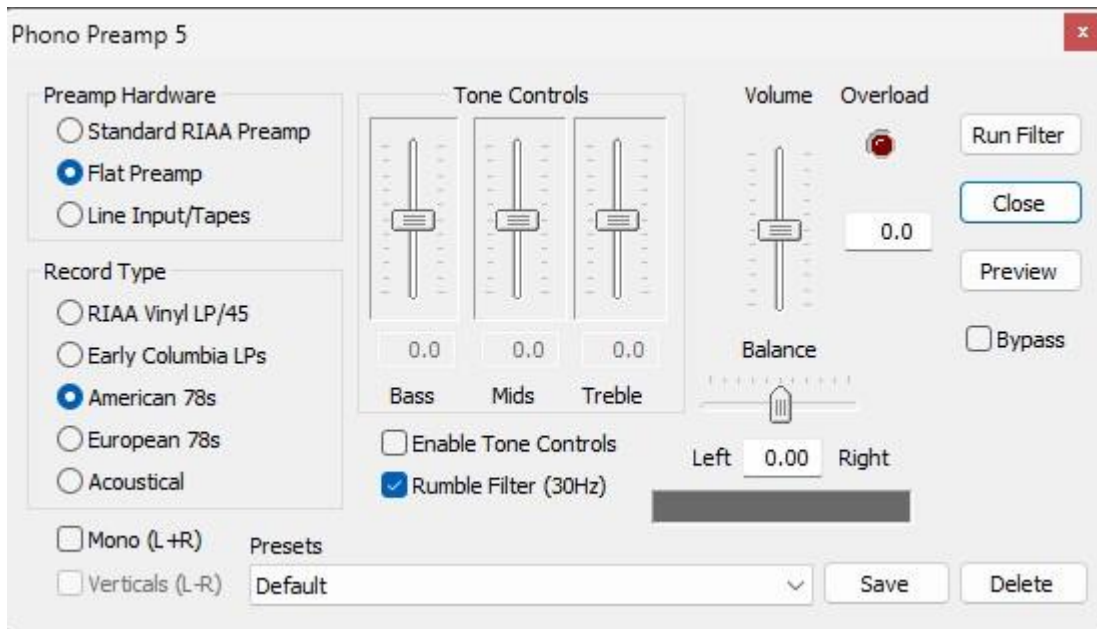 Phono Preamp 5
x
Preamp Hardware
Standard RIAA Preamp
Flat Preamp
Line Input/Tapes
Record Type
RIAA Vinyl LP/45
Early Columbia LPs
American 78s
European 78s
Acoustical
Mono (L+R)
Verticals (L-R)
Tone Controls
0.0 0.0 0.0
Bass Mids Treble
Enable Tone Controls
Rumble Filter (30Hz)
Volume Overload
0.0
Balance
Left 0.00 Right
Run Filter
Close
Preview
Bypass
Presets
Default
Save Delete